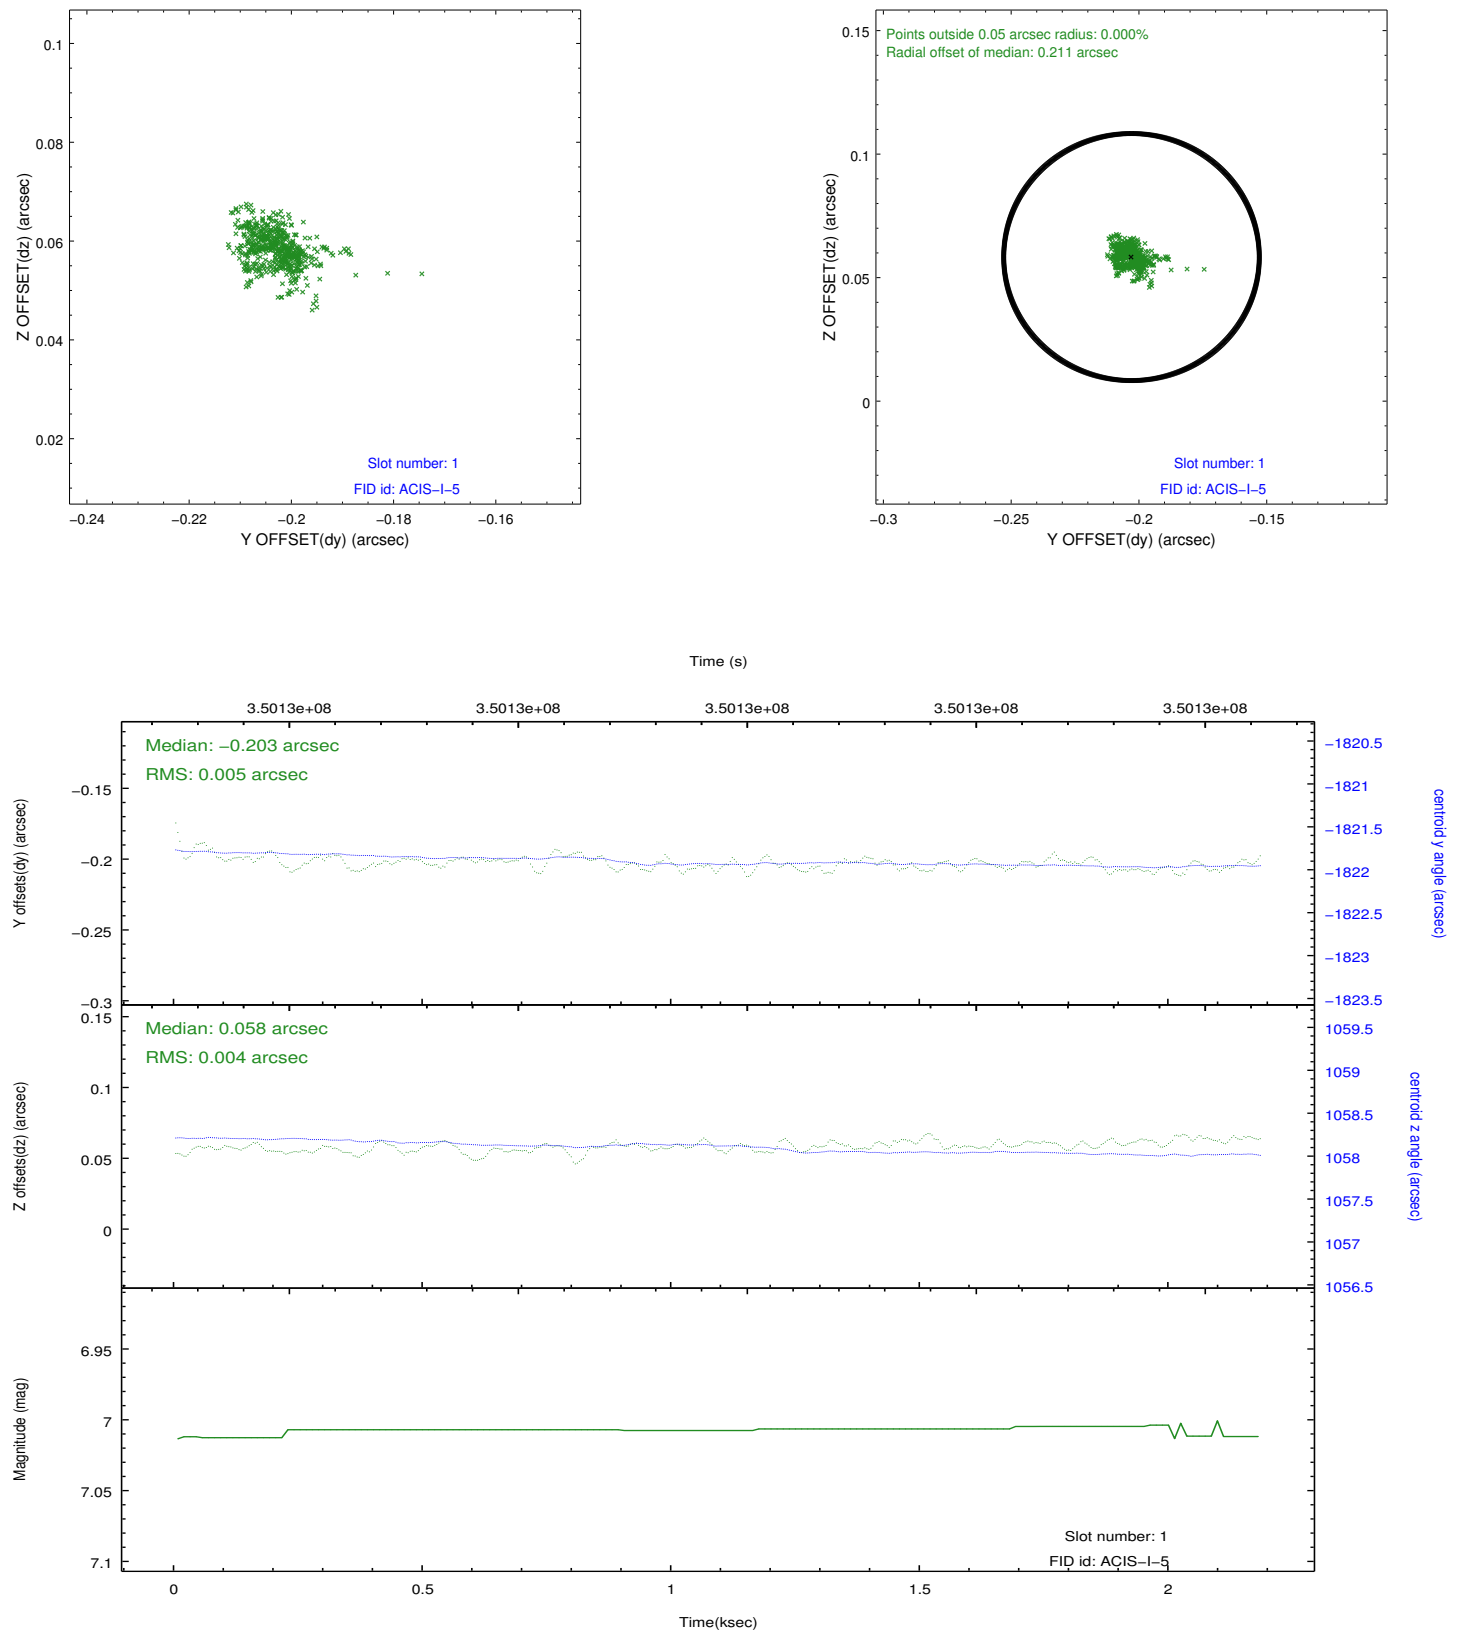 0.1
0.08
0.06
0.04
0.02
Z OFFSET(dz) (arcsec)
Slot number: 1
FID id: ACIS−I−5
−0.24 −0.22 −0.2 −0.18 −0.16
Y OFFSET(dy) (arcsec)
Points outside 0.05 arcsec radius: 0.000%
Radial offset of median: 0.211 arcsec
0.15
0.1
0.05
0
Z OFFSET(dz) (arcsec)
Slot number: 1
FID id: ACIS−I−5
−0.3 −0.25 −0.2 −0.15
Y OFFSET(dy) (arcsec)
Time (s)
3.5013e+08 3.5013e+08 3.5013e+08 3.5013e+08 3.5013e+08
Median: −0.203 arcsec
RMS: 0.005 arcsec
−0.15
−0.2
−0.25
−0.3
Y offsets(dy) (arcsec)
−1820.5
−1821
−1821.5
−1822
−1822.5
−1823
−1823.5
centroid y angle (arcsec)
Median: 0.058 arcsec
RMS: 0.004 arcsec
0.15
0.1
0.05
0
Z offsets(dz) (arcsec)
1059.5
1059
1058.5
1058
1057.5
1057
1056.5
centroid z angle (arcsec)
6.95
7
7.05
7.1
Magnitude (mag)
Slot number: 1
FID id: ACIS−I−5
0 0.5 1 1.5 2
Time(ksec)